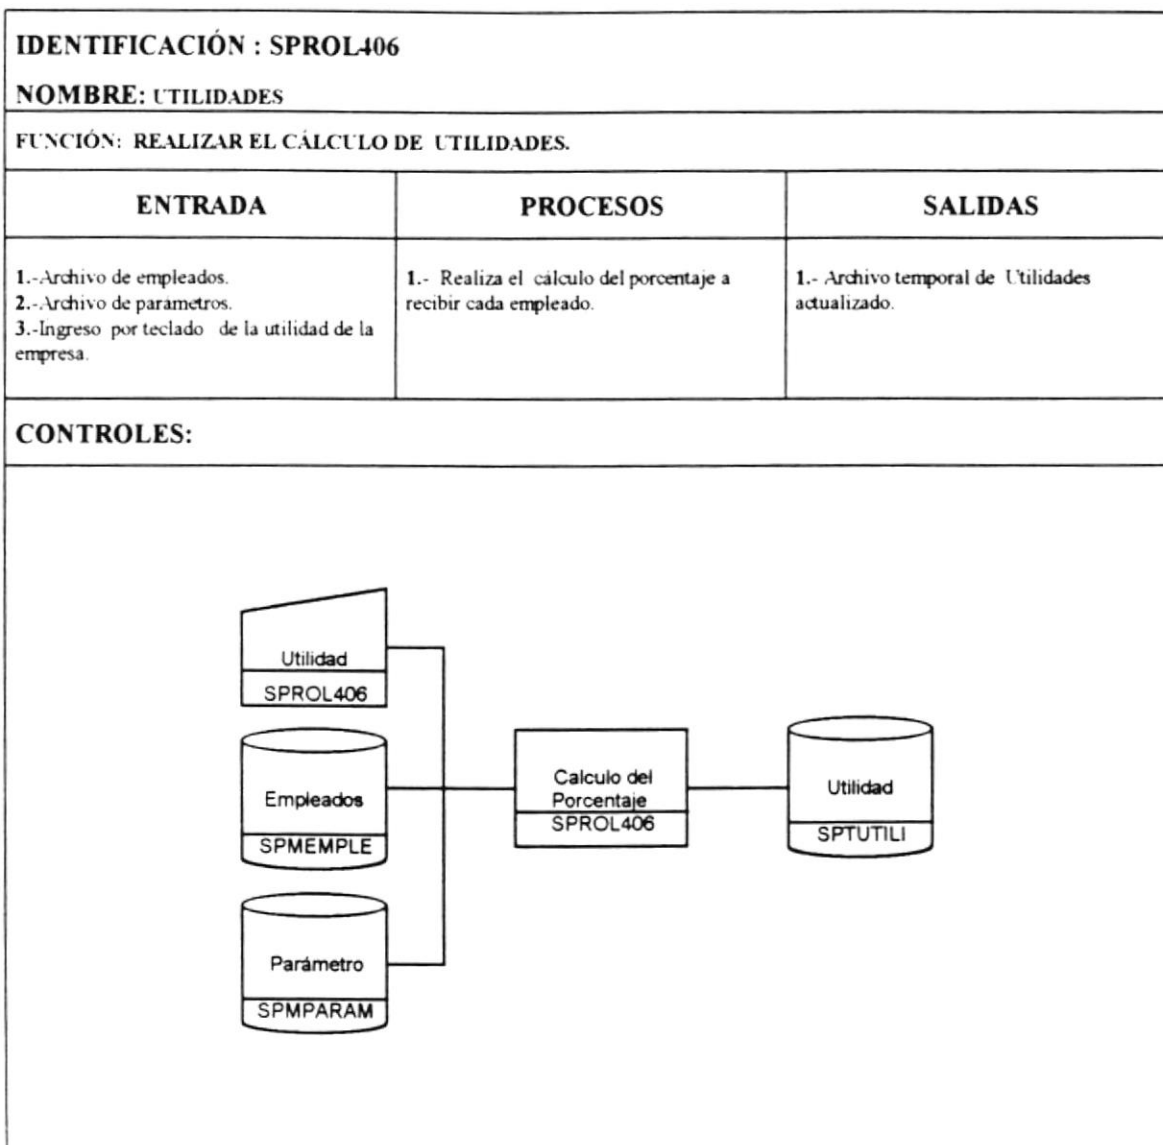 IDENTIFICACIÓN : SPROL406
NOMBRE: UTILIDADES
FUNCIÓN: REALIZAR EL CÁLCULO DE UTILIDADES.
ENTRADA
PROCESOS
SALIDAS
1.-Archivo de empleados.
2.-Archivo de parámetros.
3.-Ingreso por teclado de la utilidad de la
empresa.
1.- Realiza el cálculo del porcentaje a
recibir cada empleado.
1.- Archivo temporal de Utilidades
actualizado.
CONTROLES:
Utilidad
SPROL406
Empleados
SPMEMPLE
Parámetro
SPMPARAM
Calculo del
Porcentaje
SPROL406
Utilidad
SPTUTILI